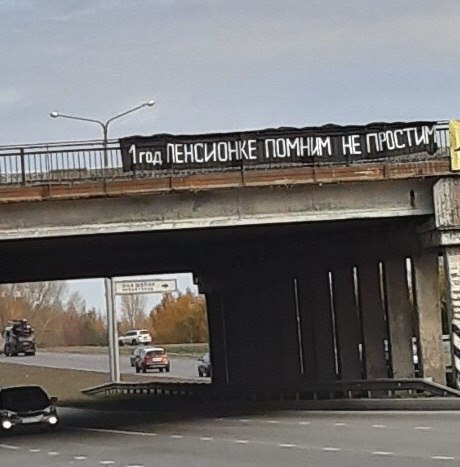 1 год ПЕНСИОНКЕ ПОМНИМ НЕ ПРОСТИМ